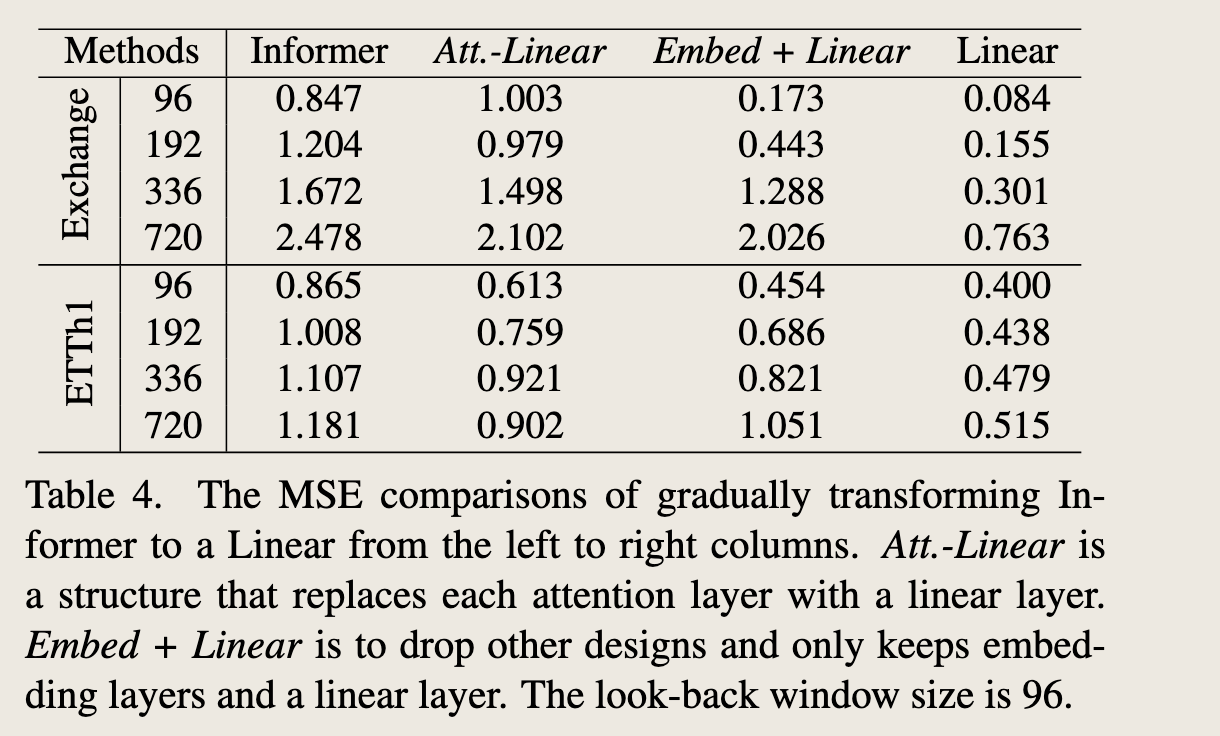 Methods Informer Att.-Linear Embed + Linear Linear
Exchange
96 0.847 1.003 0.173 0.084
192 1.204 0.979 0.443 0.155
336 1.672 1.498 1.288 0.301
720 2.478 2.102 2.026 0.763
ETTh1
96 0.865 0.613 0.454 0.400
192 1.008 0.759 0.686 0.438
336 1.107 0.921 0.821 0.479
720 1.181 0.902 1.051 0.515
Table 4. The MSE comparisons of gradually transforming In-
former to a Linear from the left to right columns. Att.-Linear is
a structure that replaces each attention layer with a linear layer.
Embed + Linear is to drop other designs and only keeps embed-
ding layers and a linear layer. The look-back window size is 96.